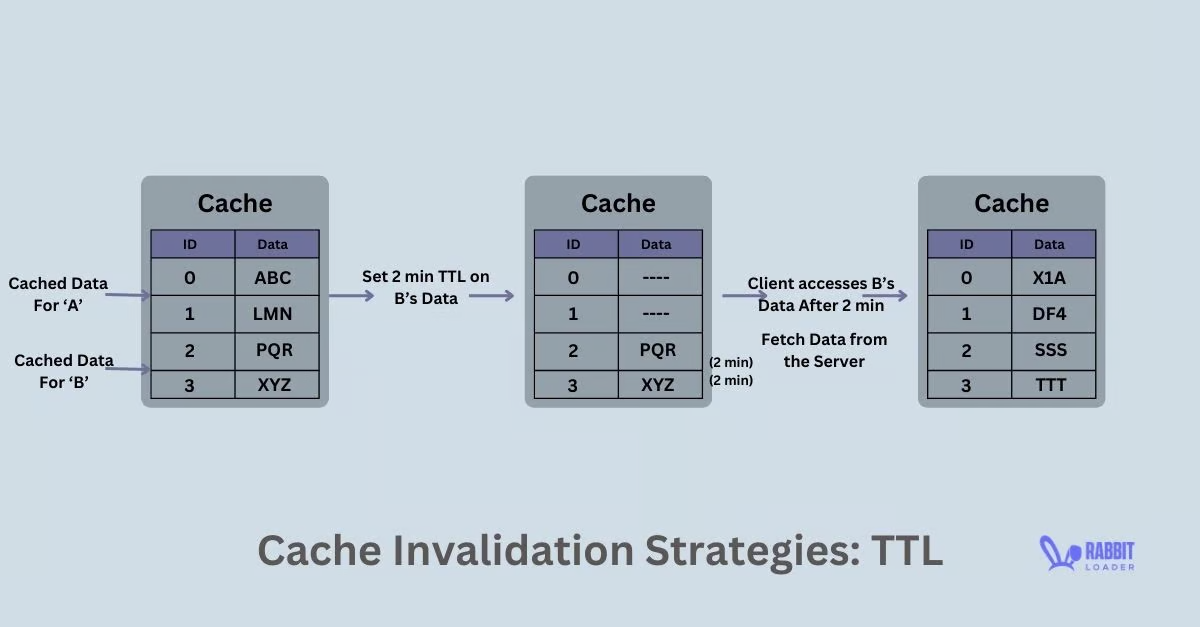 Cache
ID Data
0 ABC
1 LMN
2 PQR
3 XYZ
Cached Data
For ‘A’
Cached Data
For ‘B’
Set 2 min TTL on
B’s Data
Cache
ID Data
0 ----
1 ----
2 PQR
3 XYZ
(2 min)
(2 min)
Client accesses B’s
Data After 2 min
Fetch Data from
the Server
Cache
ID Data
0 X1A
1 DF4
2 SSS
3 TTT
Cache Invalidation Strategies: TTL
RABBIT
LOADER